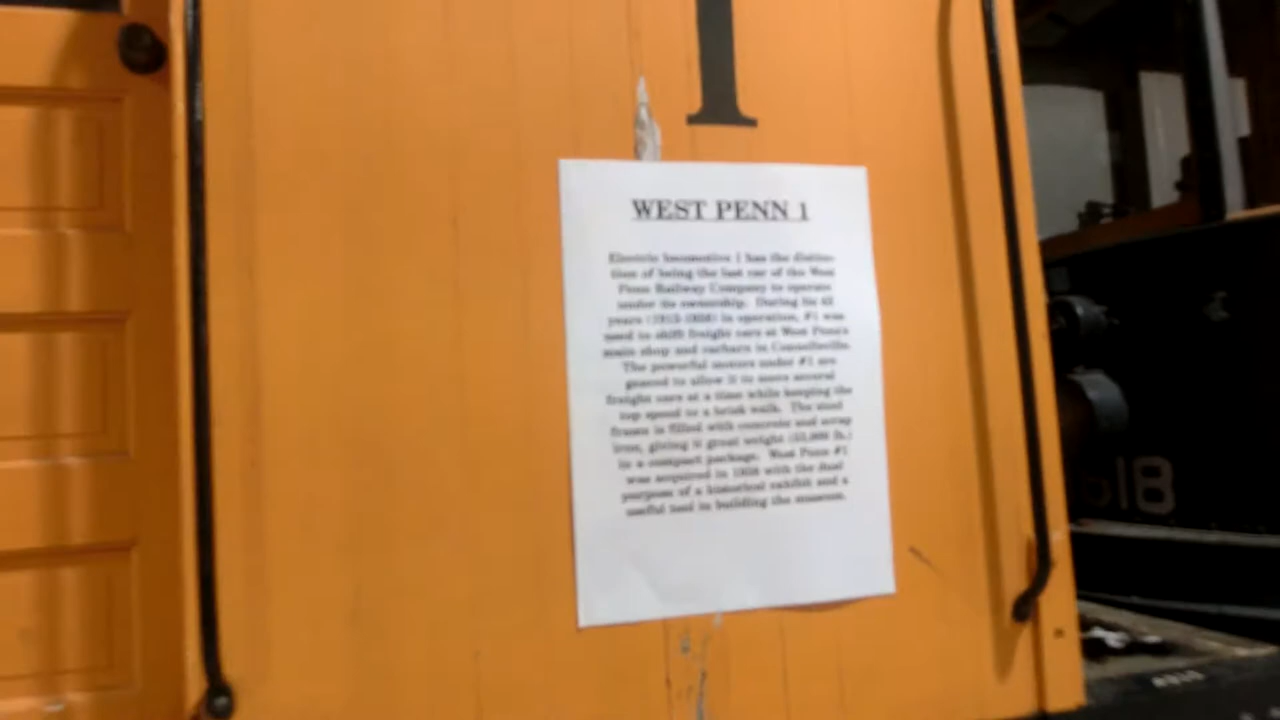 1
WEST PENN 1
Electric locomotive 1 has the distinc-
tion of being the last car of the West
Penn Railway Company to operate
under its ownership. During its
years in operation, #1 was
used to shift freight cars at West Penn's
main shop and carbarn in Connellsville.
The powerful motors under #1 are
geared to allow it to move several
freight cars at a time while keeping the
top speed to a brisk walk. The steel
frame is filled with concrete and scrap
iron, giving it great weight
in a compact package. West Penn #1
was acquired in 1958 with the dual
purpose of a historical exhibit and a
useful tool in building the museum.